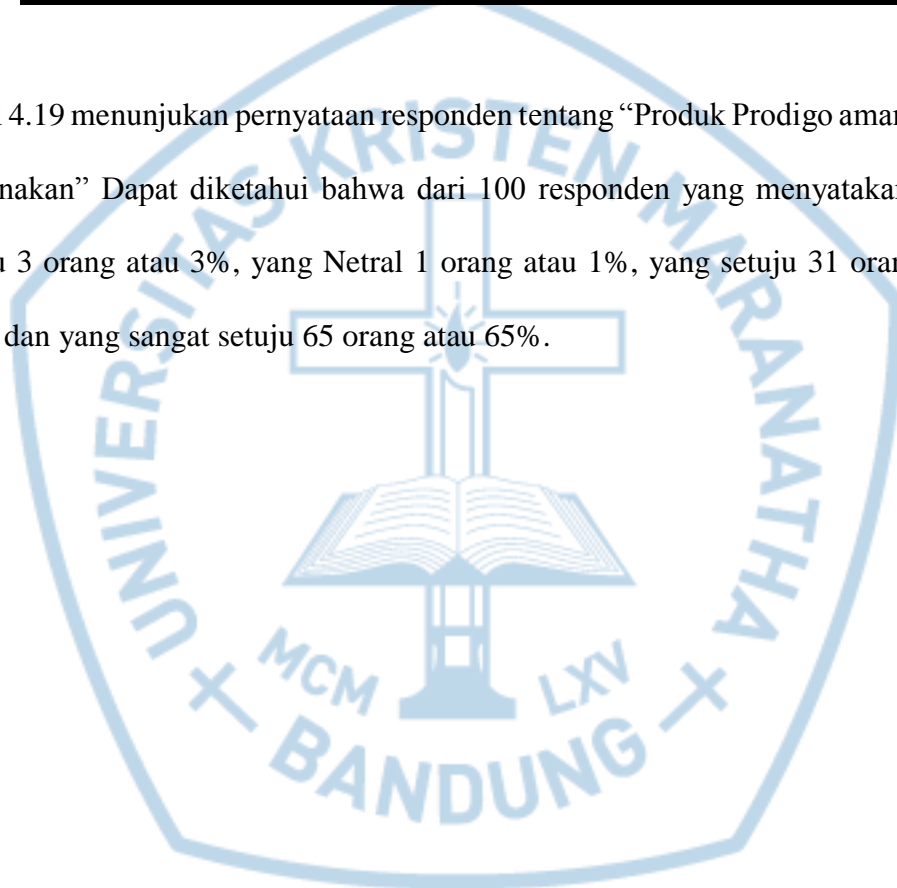 4.19 menunjukan pernyataan responden tentang “Produk Prodigo aman
nakan” Dapat diketahui bahwa dari 100 responden yang menyatakan
u 3 orang atau 3%, yang Netral 1 orang atau 1%, yang setuju 31 oran
dan yang sangat setuju 65 orang atau 65%.
UNIVERSITAS KRISTEN MARANATHA
MCM LXV
BANDUNG